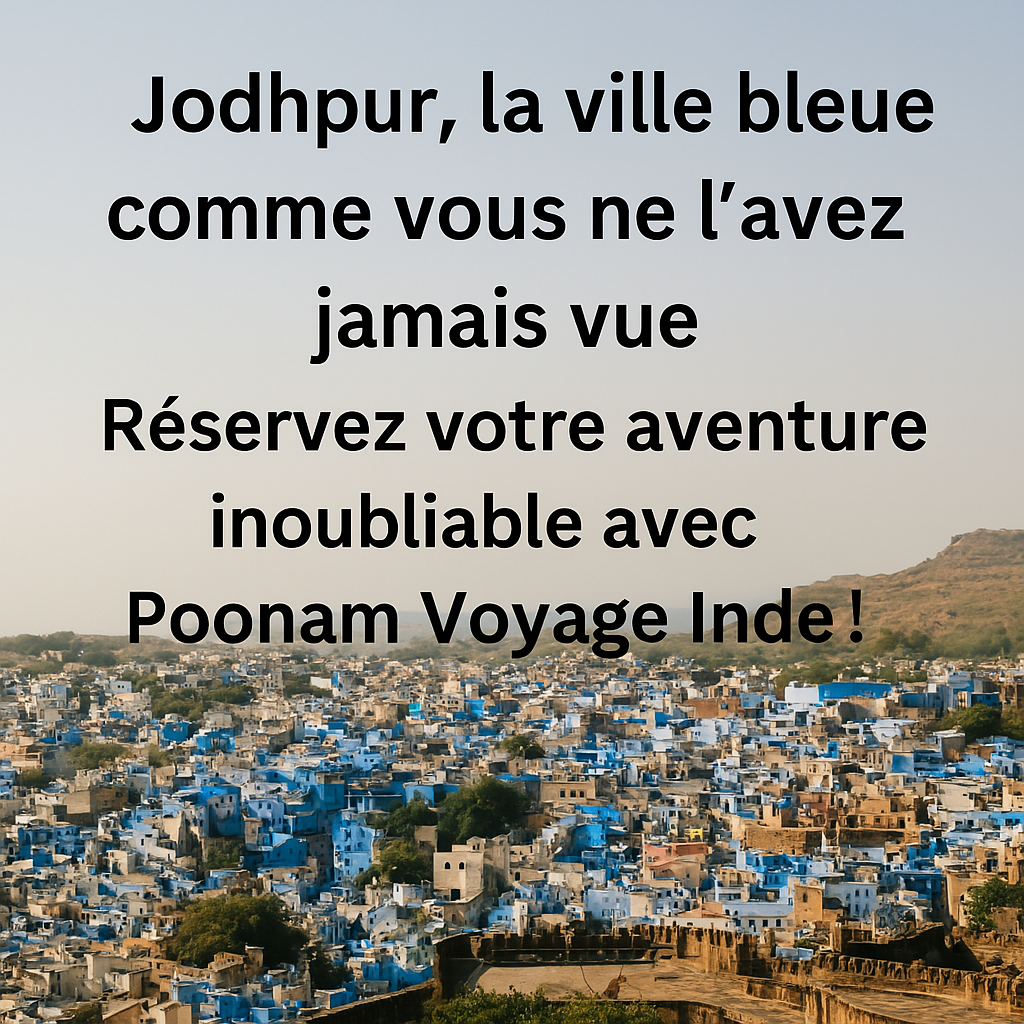 Jodhpur, la ville bleue
comme vous ne l’avez
jamais vue
Réservez votre aventure
inoubliable avec
Poonam Voyage Inde !